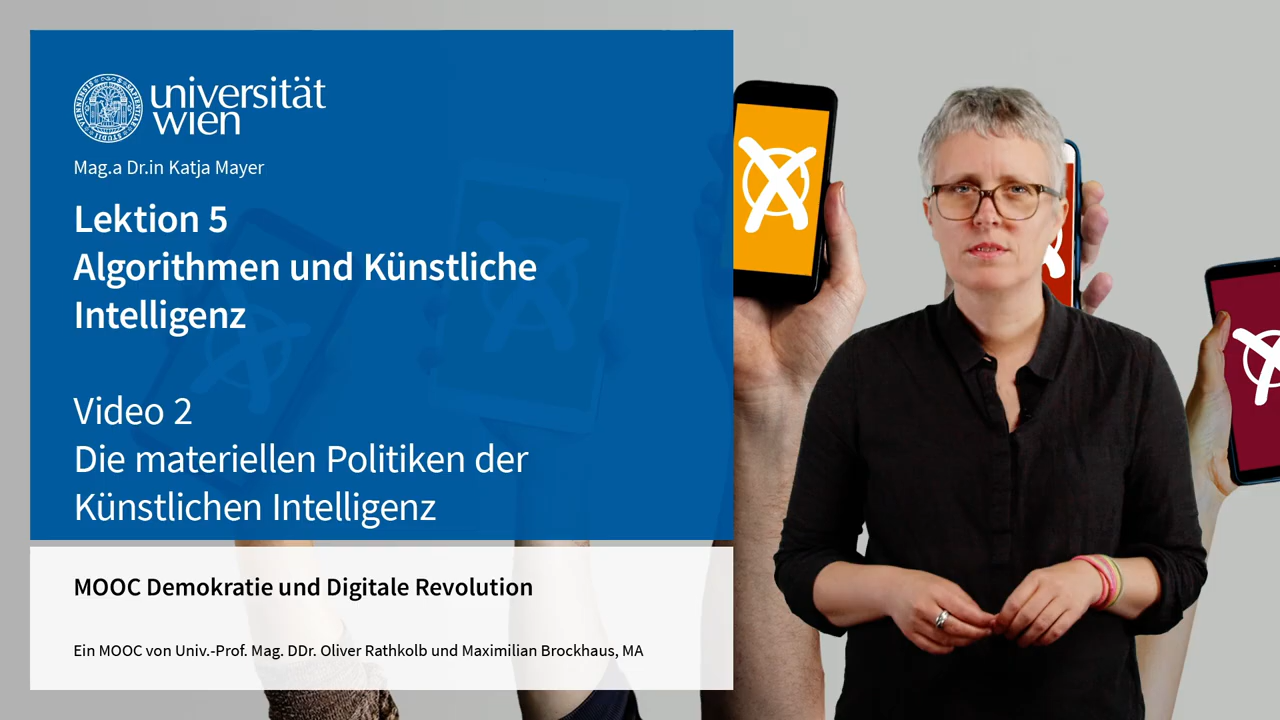 universität
wien
Mag.a Dr.in Katja Mayer
Lektion 5
Algorithmen und Künstliche
Intelligenz
Video 2
Die materiellen Politiken der
Künstlichen Intelligenz
MOOC Demokratie und Digitale Revolution
Ein MOOC von Univ.-Prof. Mag. DDr. Oliver Rathkolb und Maximilian Brockhaus, MA